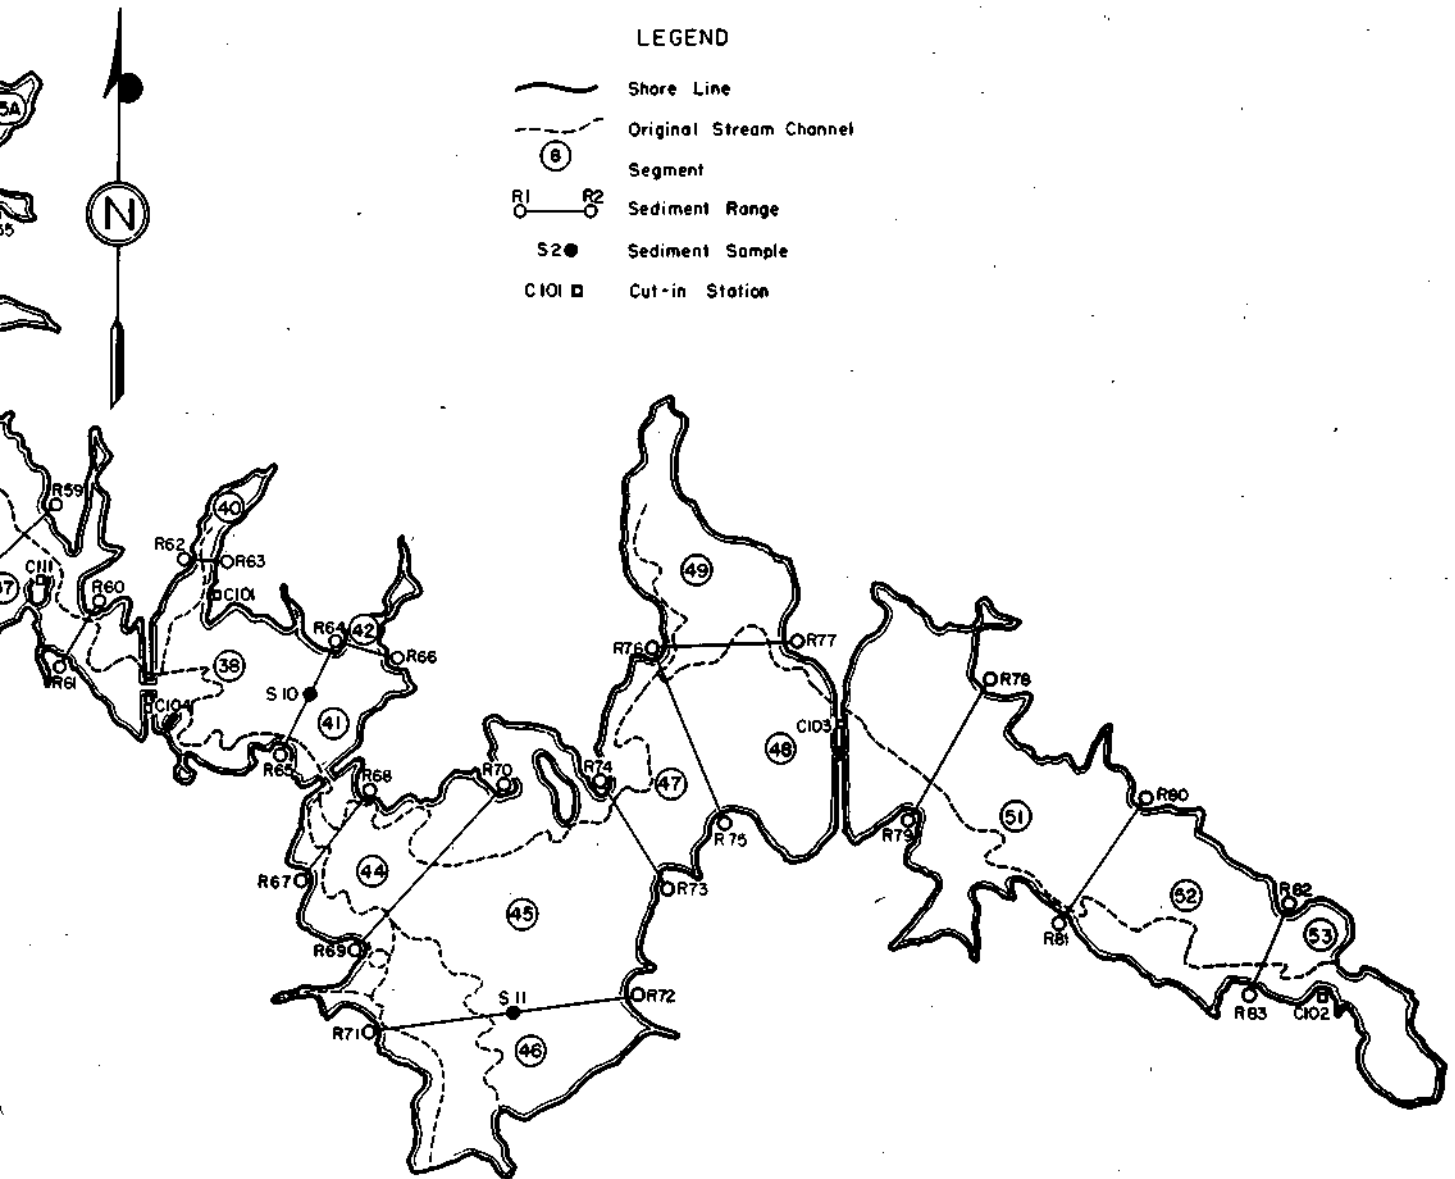 LEGEND
Shore Line
Original Stream Channel
8
Segment
R1 R2
Sediment Range
S2
Sediment Sample
C101
Cut-in Station
5A
N
R59
40
R62
R63
C111
C101
R60
R64
42
R66
38
R61
S10
C104
41
R65
R68
R70
R74
47
R67
44
R69
45
R73
S11
R72
R71
46
49
R76
R77
C103
48
R75
R78
R79
51
R80
52
R81
R82
53
R83
C102